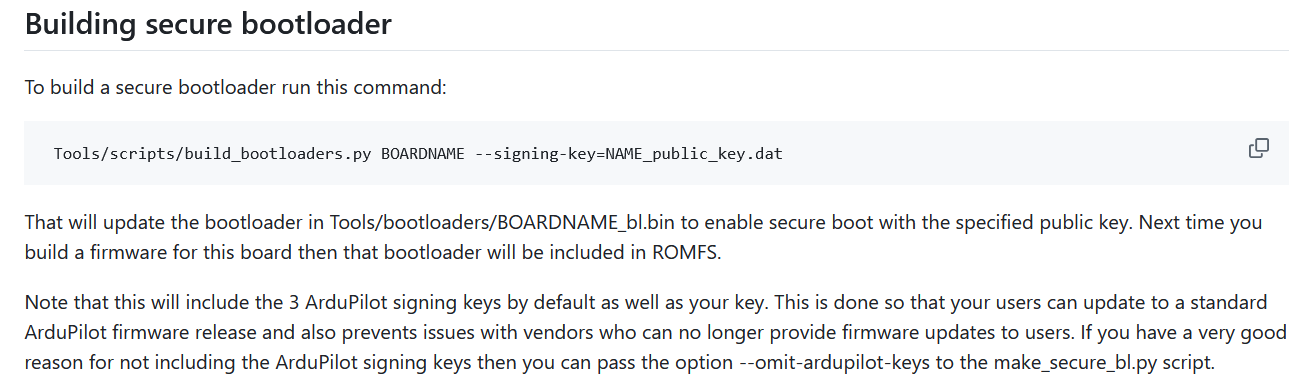 Building secure bootloader
To build a secure bootloader run this command:
Tools/scripts/build_bootloaders.py BOARDNAME --signing-key=NAME_public_key.dat
That will update the bootloader in Tools/bootloaders/BOARDNAME_bl.bin to enable secure boot with the specified public key. Next time you
build a firmware for this board then that bootloader will be included in ROMFS.
Note that this will include the 3 ArduPilot signing keys by default as well as your key. This is done so that your users can update to a standard
ArduPilot firmware release and also prevents issues with vendors who can no longer provide firmware updates to users. If you have a very good
reason for not including the ArduPilot signing keys then you can pass the option --omit-ardupilot-keys to the make_secure_bl.py script.